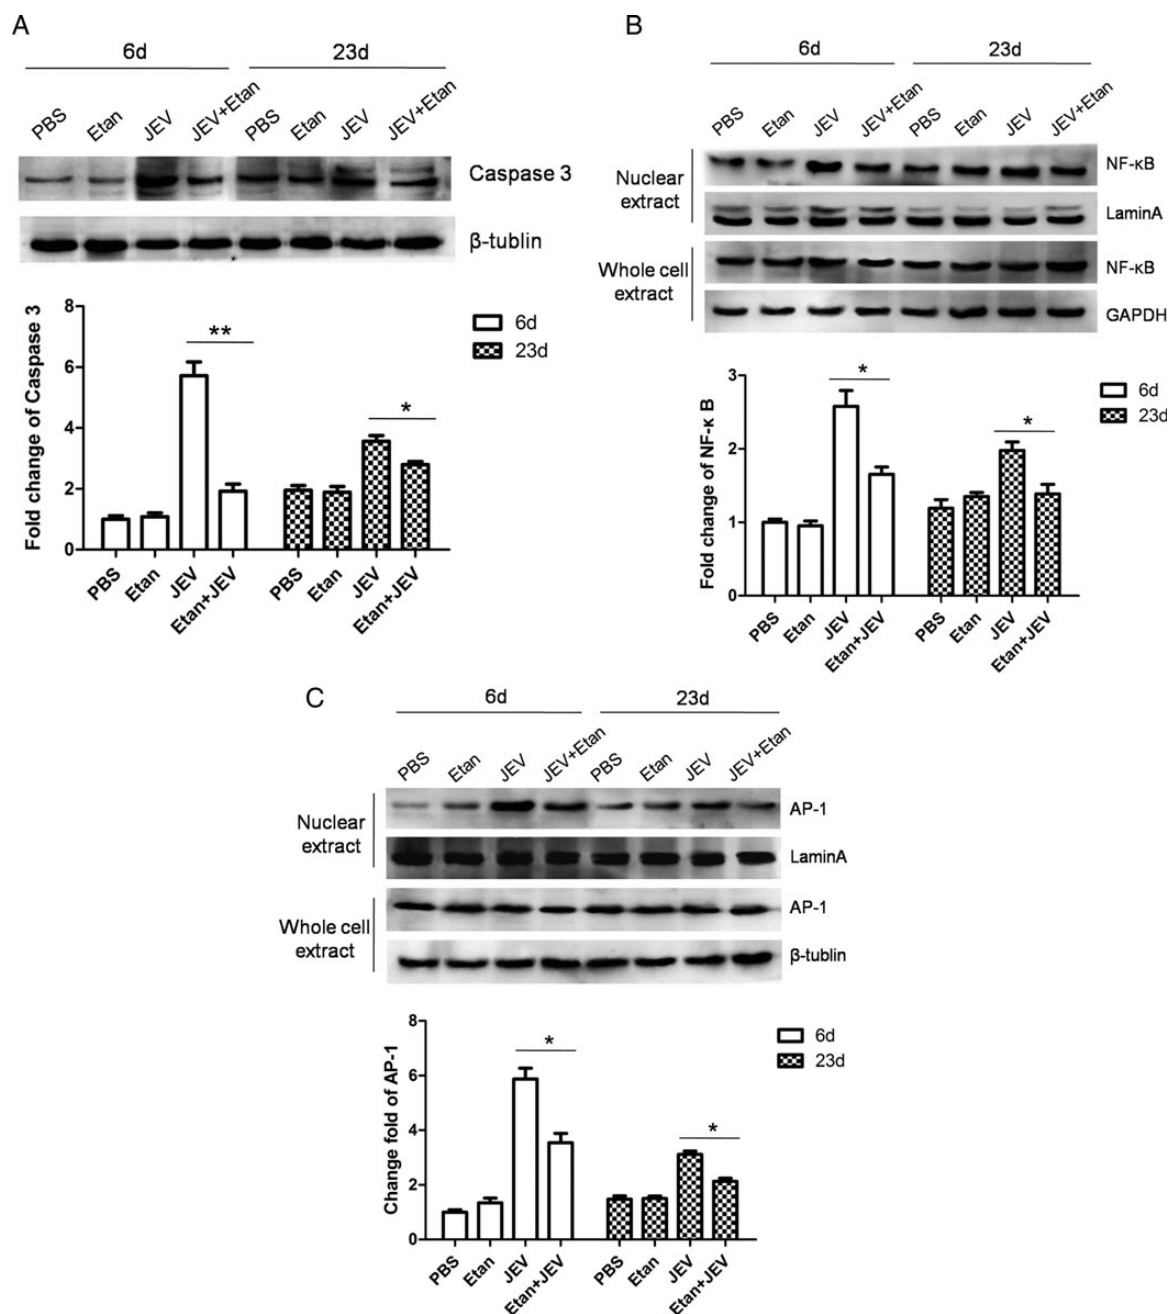 A
6d 23d
PBS Etan JEV JEV+Etan PBS Etan JEV JEV+Etan
Caspase 3
β-tublin
Fold change of Caspase 3
8
6
4
2
0
**
*
6d
23d
PBS Etan JEV Etan+JEV PBS Etan JEV Etan+JEV
B
6d 23d
PBS Etan JEV JEV+Etan PBS Etan JEV JEV+Etan
Nuclear
extract
NF-κB
LaminA
Whole cell
extract
NF-κB
GAPDH
Fold change of NF-κ B
3
2
1
0
*
*
6d
23d
PBS Etan JEV Etan+JEV PBS Etan JEV Etan+JEV
C
6d 23d
PBS Etan JEV JEV+Etan PBS Etan JEV JEV+Etan
Nuclear
extract
AP-1
LaminA
Whole cell
extract
AP-1
β-tublin
Change fold of AP-1
8
6
4
2
0
*
*
6d
23d
PBS Etan JEV Etan+JEV PBS Etan JEV Etan+JEV